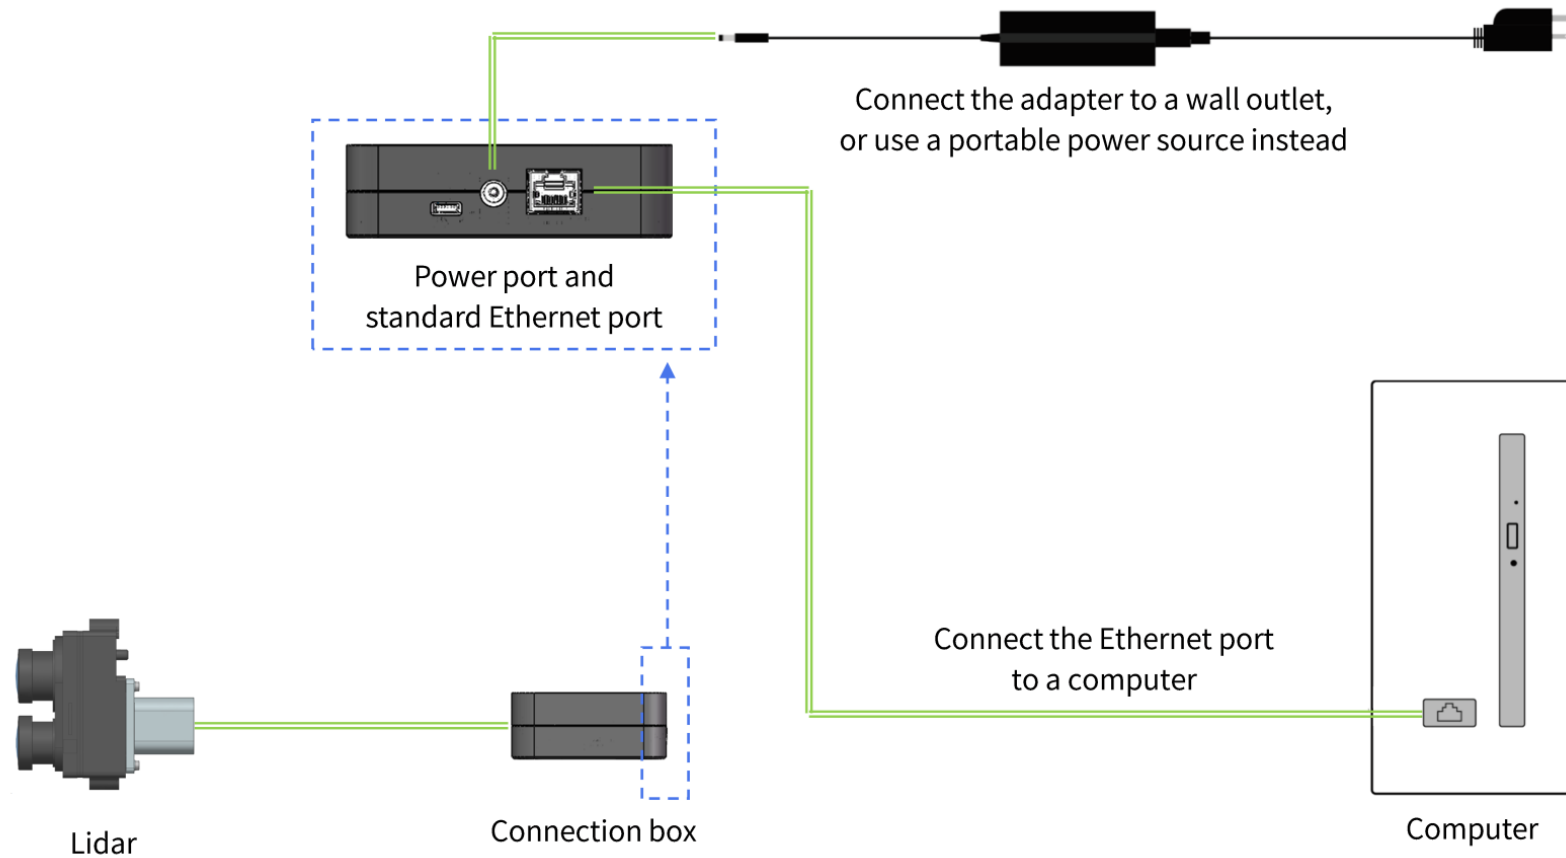 Connect the adapter to a wall outlet,
or use a portable power source instead
Power port and
standard Ethernet port
Connect the Ethernet port
to a computer
Lidar
Connection box
Computer